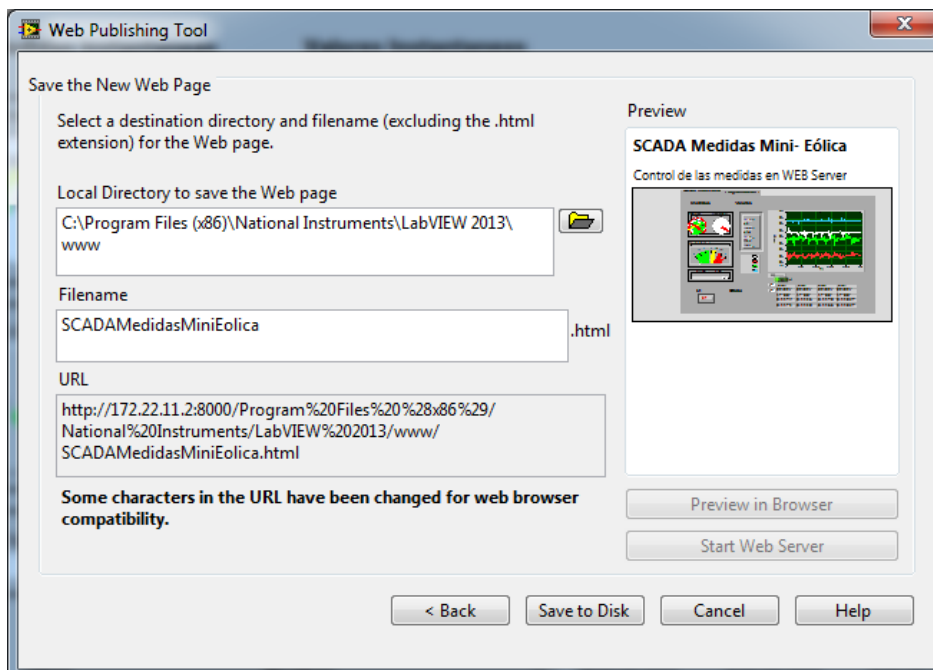 Web Publishing Tool
Save the New Web Page
Select a destination directory and filename (excluding the .html
extension) for the Web page.
Local Directory to save the Web page
C:\Program Files (x86)\National Instruments\LabVIEW 2013\
www
Filename
SCADAMedidasMiniEolica
.html
URL
http://172.22.11.2:8000/Program%20Files%20%28x86%29/
National%20Instruments/LabVIEW%202013/www/
SCADAMedidasMiniEolica.html
Some characters in the URL have been changed for web browser
compatibility.
Preview
SCADA Medidas Mini- Eólica
Control de las medidas en WEB Server
Preview in Browser
Start Web Server
< Back
Save to Disk
Cancel
Help